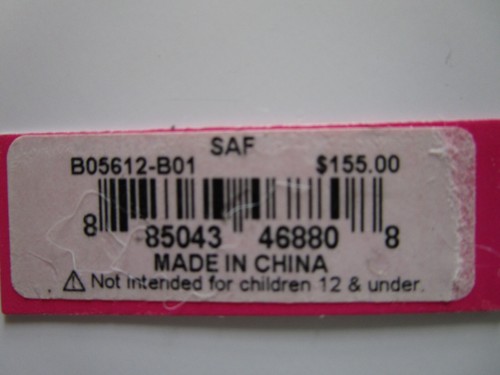 SAF
B05612-B01 $155.00
8 85043 46880 8
MADE IN CHINA
⚠ Not intended for children 12 & under.